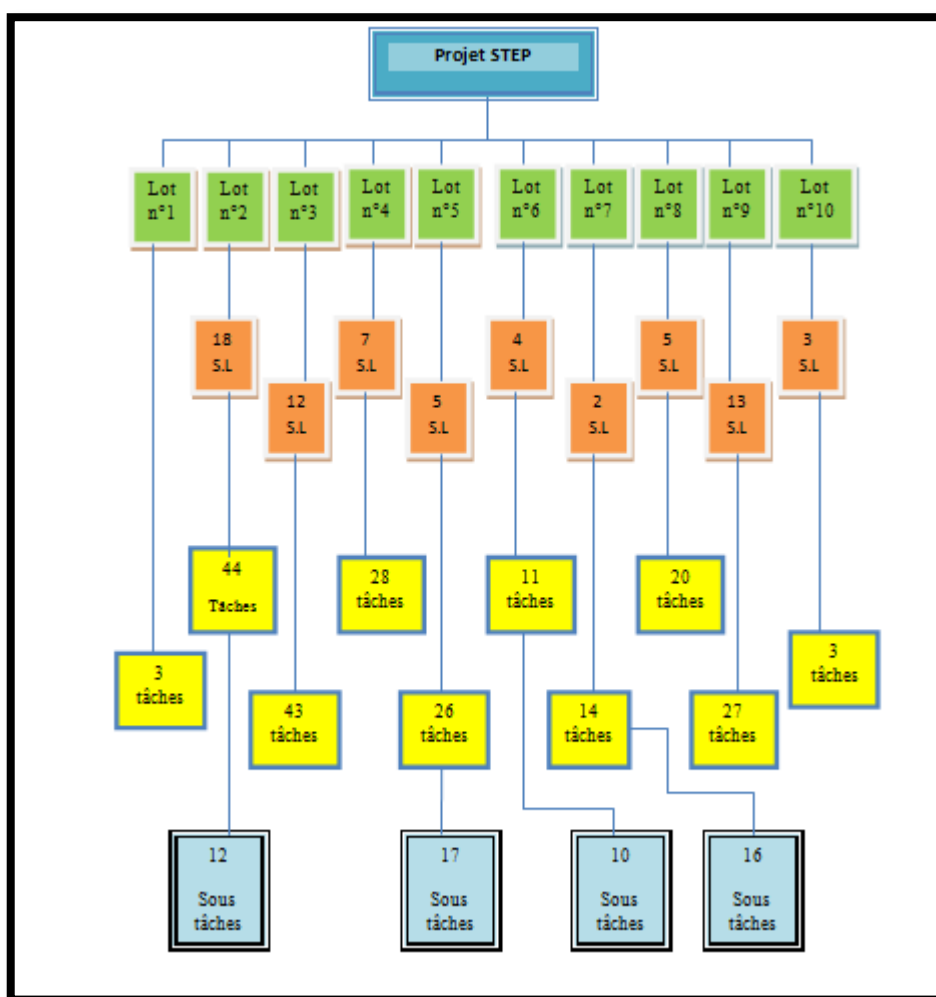 Projet STEP
Lot
n°1
Lot
n°2
Lot
n°3
Lot
n°4
Lot
n°5
Lot
n°6
Lot
n°7
Lot
n°8
Lot
n°9
Lot
n°10
18
S.L
7
S.L
4
S.L
5
S.L
3
S.L
12
S.L
5
S.L
2
S.L
13
S.L
44
Tâches
28
tâches
11
tâches
20
tâches
3
tâches
3
tâches
43
tâches
26
tâches
14
tâches
27
tâches
12
Sous
tâches
17
Sous
tâches
10
Sous
tâches
16
Sous
tâches